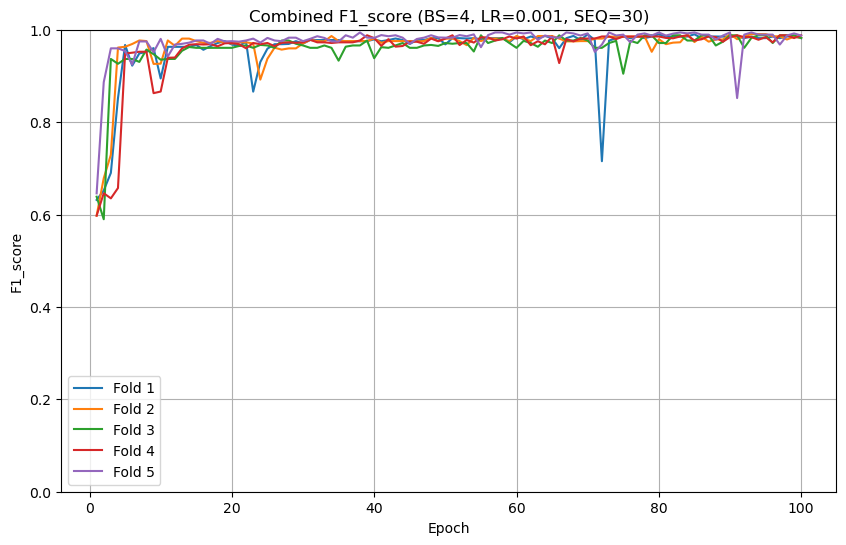 Combined F1_score (BS=4, LR=0.001, SEQ=30)
1.0
0.8
0.6
0.4
0.2
0.0
F1_score
Fold 1
Fold 2
Fold 3
Fold 4
Fold 5
0 20 40 60 80 100
Epoch